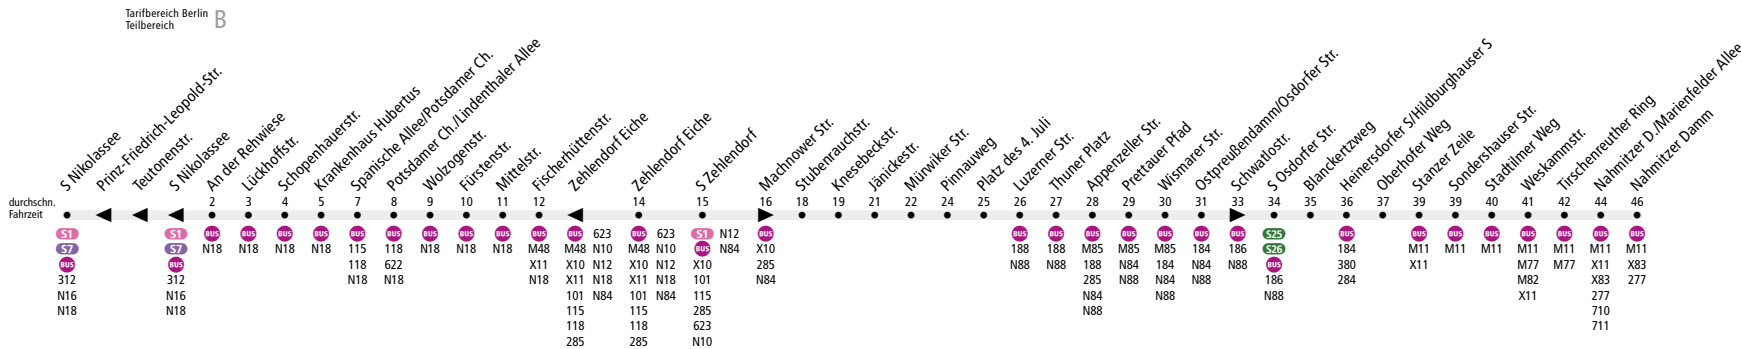 Tarifbereich Berlin
Teilbereich
B
S Nikolassee
Prinz-Friedrich-Leopold-Str.
Teutonenstr.
S Nikolassee
An der Rehwiese
Lückhoffstr.
Schopenhauerstr.
Krankenhaus Hubertus
Spanische Allee/Potsdamer Ch.
Potsdamer Ch./Lindenthaler Allee
Wolzogenstr.
Fürstenstr.
Mittelstr.
Fischerhüttenstr.
Zehlendorf Eiche
Zehlendorf Eiche
S Zehlendorf
Machnower Str.
Stubenrauchstr.
Knesebeckstr.
Jänickestr.
Mürwiker Str.
Pinnauweg
Platz des 4. Juli
Luzerner Str.
Thuner Platz
Appenzeller Str.
Prettauer Pfad
Wismarer Str.
Ostpreußendamm/Osdorfer Str.
Schwatlostr.
S Osdorfer Str.
Blanckertzweg
Heinersdorfer S/Hildburghauser S
Oberhofer Weg
Stanzer Zeile
Sondershauser Str.
Stadtilmer Weg
Weskammstr.
Tirschenreuther Ring
Nahmitzer D./Marienfelder Allee
Nahmitzer Damm
durchschn.
Fahrzeit
2 3 4 5 7 8 9 10 11 12 14 15 16 18 19 21 22 24 25 26 27 28 29 30 31 33 34 35 36 37 39 39 40 41 42 44 46
S1 S1 BUS BUS BUS BUS BUS BUS BUS BUS BUS BUS BUS 623 BUS 623 S1 N12 BUS BUS BUS BUS BUS BUS BUS BUS S25 BUS BUS BUS BUS BUS BUS BUS BUS
S7 S7 N18 N18 N18 N18 115 118 N18 N18 N18 M48 M48 N10 M48 N10 BUS N84 X10 188 188 M85 M85 M85 184 186 S26 184 M11 M11 M11 M11 M11 M11 M11
BUS BUS 118 622 X11 X10 N12 X10 N12 X10 285 N88 N88 188 N84 184 N84 N88 BUS 380 X11 M77 M77 X11 X83
312 312 N18 N18 N18 X11 N18 X11 N18 101 N84 285 N88 N84 N88 186 284 M82 X83 277
N16 N16 101 N84 101 N84 115 N84 N88 N88 X11 277
N18 N18 115 115 285 N88 710
118 118 623 711
285 285 N10